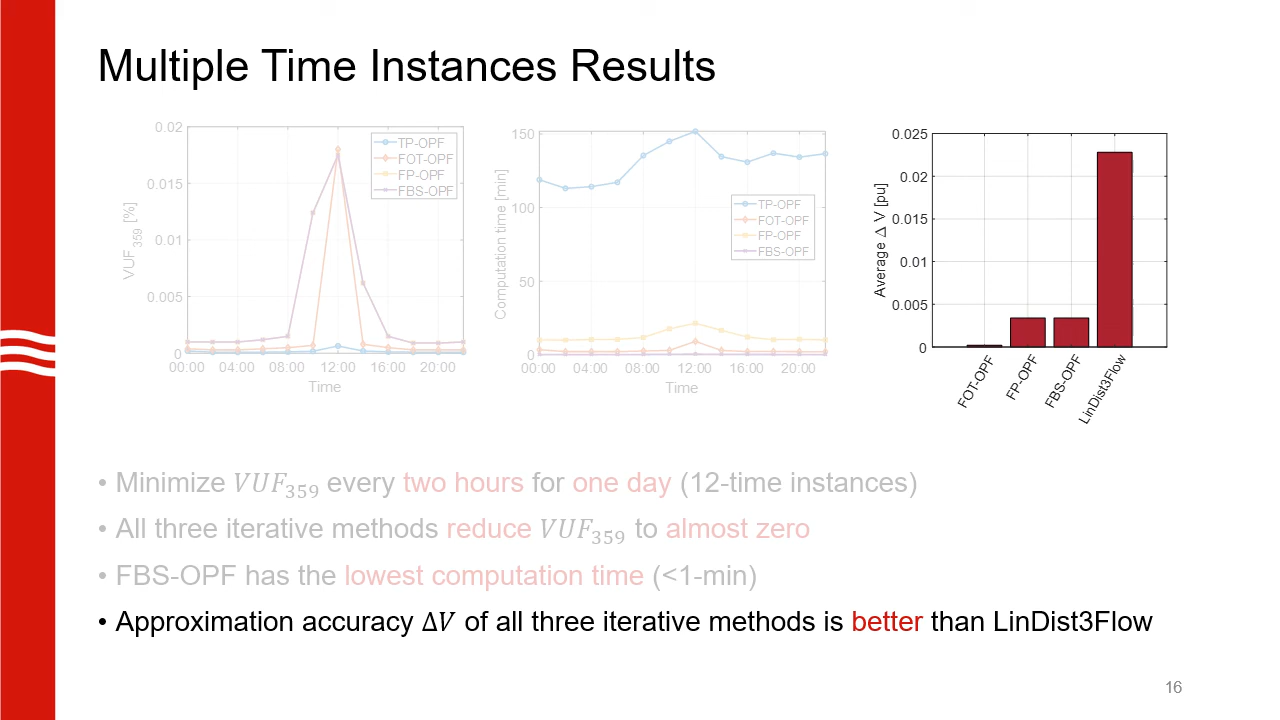 Multiple Time Instances Results
0.02
0.015
0.01
0.005
0
VUF359 [%]
TP-OPF
FOT-OPF
FP-OPF
FBS-OPF
00:00 04:00 08:00 12:00 16:00 20:00
Time
150
100
50
0
Computation time [min]
TP-OPF
FOT-OPF
FP-OPF
FBS-OPF
00:00 04:00 08:00 12:00 16:00 20:00
Time
0.025
0.02
0.015
0.01
0.005
0
Average Δ V [pu]
FOT-OPF
FP-OPF
FBS-OPF
LinDist3Flow
• Minimize 𝑉𝑈𝐹359 every two hours for one day (12-time instances)
• All three iterative methods reduce 𝑉𝑈𝐹359 to almost zero
• FBS-OPF has the lowest computation time (<1-min)
• Approximation accuracy Δ𝑉 of all three iterative methods is better than LinDist3Flow
16